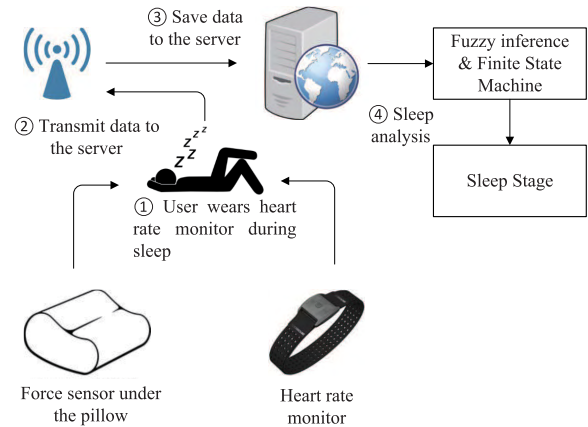 ③ Save data
to the server
Fuzzy inference
& Finite State
Machine
② Transmit data to
the server
④ Sleep
analysis
z
z
z
z
z
Sleep Stage
① User wears heart
rate monitor during
sleep
Force sensor under
the pillow
Heart rate
monitor